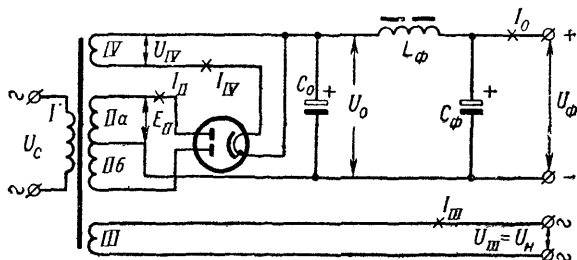 IV
U_IV
I_II
I_IV
I_0
+
L_ф
~
I
U_c
~
IIa
E_II
IIб
C_0
+
U_0
C_ф
+
U_ф
-
III
I_III
~
U_III=U_н
~